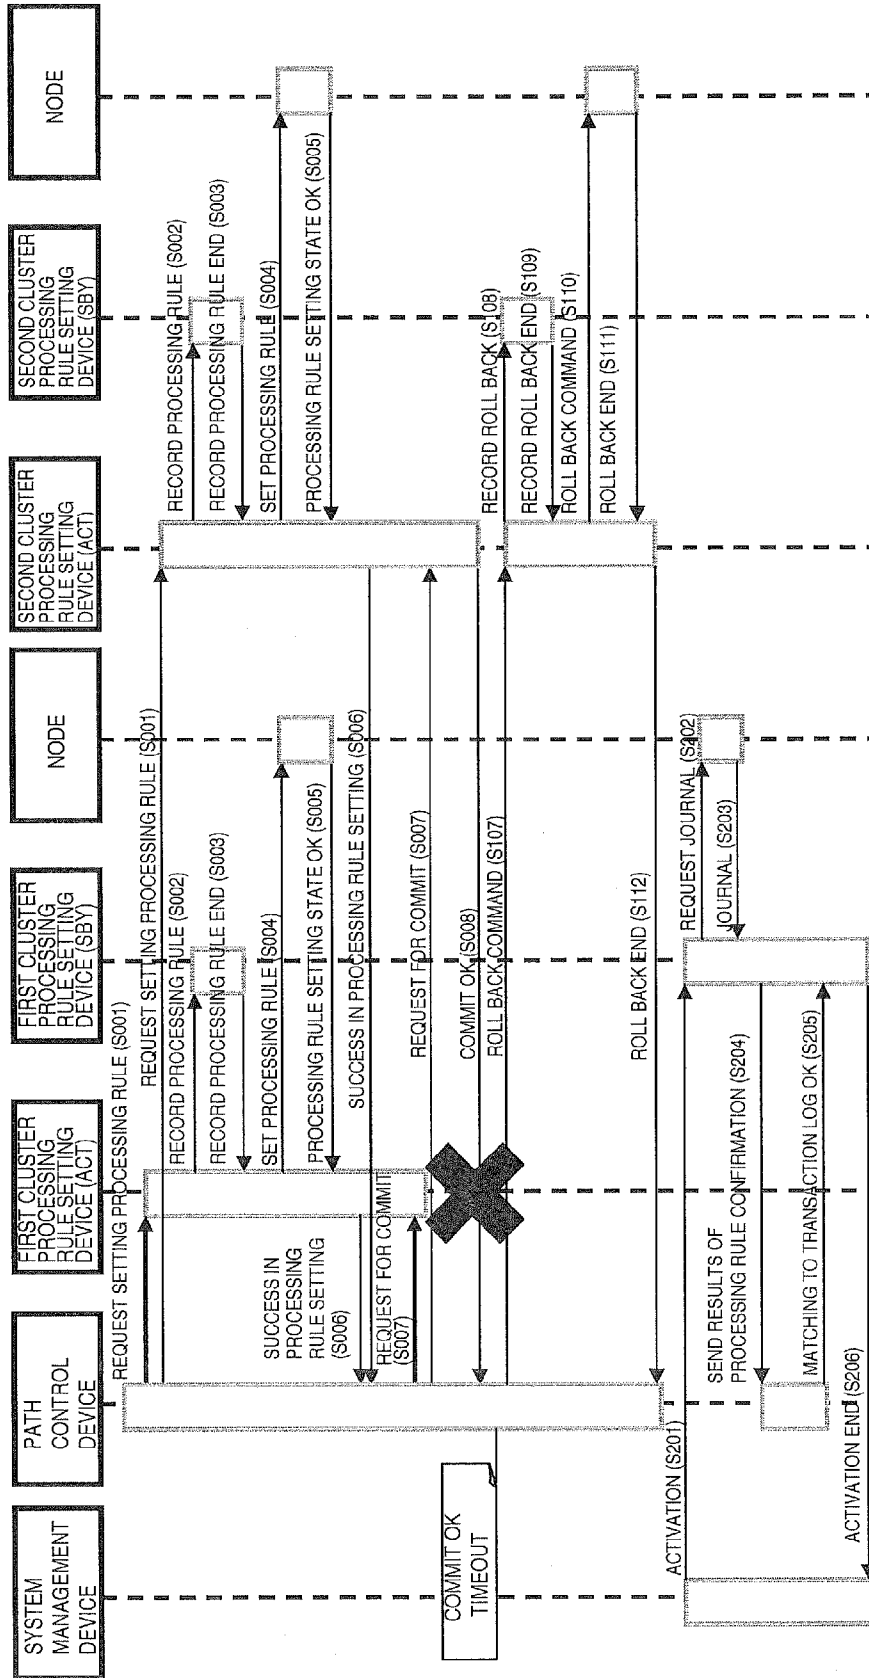 SYSTEM
MANAGEMENT
DEVICE
PATH
CONTROL
DEVICE
FIRST CLUSTER
PROCESSING
RULE SETTING
DEVICE (ACT)
FIRST CLUSTER
PROCESSING
RULE SETTING
DEVICE (SBY)
NODE
SECOND CLUSTER
PROCESSING
RULE SETTING
DEVICE (ACT)
SECOND CLUSTER
PROCESSING
RULE SETTING
DEVICE (SBY)
NODE
REQUEST SETTING PROCESSING RULE (S001)
REQUEST SETTING PROCESSING RULE (S001)
RECORD PROCESSING RULE (S002)
RECORD PROCESSING RULE END (S003)
SET PROCESSING RULE (S004)
PROCESSING RULE SETTING STATE OK (S005)
RECORD PROCESSING RULE (S002)
RECORD PROCESSING RULE END (S003)
SET PROCESSING RULE (S004)
PROCESSING RULE SETTING STATE OK (S005)
SUCCESS IN
PROCESSING
RULE SETTING
(S006)
SUCCESS IN PROCESSING RULE SETTING (S006)
REQUEST FOR COMMIT
(S007)
REQUEST FOR COMMIT (S007)
COMMIT OK (S008)
COMMIT OK
TIMEOUT
ROLL BACK COMMAND (S107)
RECORD ROLL BACK (S108)
RECORD ROLL BACK END (S109)
ROLL BACK COMMAND (S110)
ROLL BACK END (S111)
ROLL BACK END (S112)
ACTIVATION (S201)
REQUEST JOURNAL (S202)
JOURNAL (S203)
SEND RESULTS OF
PROCESSING RULE CONFIRMATION (S204)
MATCHING TO TRANSACTION LOG OK (S205)
ACTIVATION END (S206)